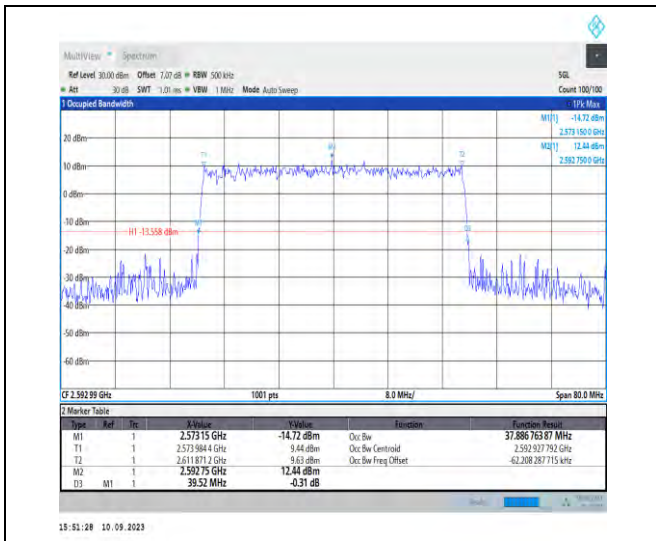 MultiView Spectrum
Ref Level 30.00 dBm Offset 7.07 dB RBW 500 kHz SGL
Att 30 dB SWT 1.01 ms VBW 1 MHz Mode Auto Sweep Count 100/100
1 Occupied Bandwidth 1Pk Max
M1[1] -14.72 dBm
2.573 150 0 GHz
M2[1] 12.44 dBm
2.592 750 0 GHz
20 dBm
10 dBm
0 dBm
-10 dBm
H1 -13.558 dBm
-20 dBm
-30 dBm
-40 dBm
-50 dBm
-60 dBm
CF 2.592 99 GHz 1001 pts 8.0 MHz/ Span 80.0 MHz
2 Marker Table
Type Ref Trc X-Value Y-Value Function Function Result
M1 1 2.573 15 GHz -14.72 dBm Occ Bw 37.886 763 87 MHz
T1 1 2.573 984 4 GHz 9.44 dBm Occ Bw Centroid 2.592 927 792 GHz
T2 1 2.611 871 2 GHz 9.63 dBm Occ Bw Freq Offset -62.208 287 715 kHz
M2 1 2.592 75 GHz 12.44 dBm
D3 M1 1 39.52 MHz -0.31 dB
15:51:28 10.09.2023